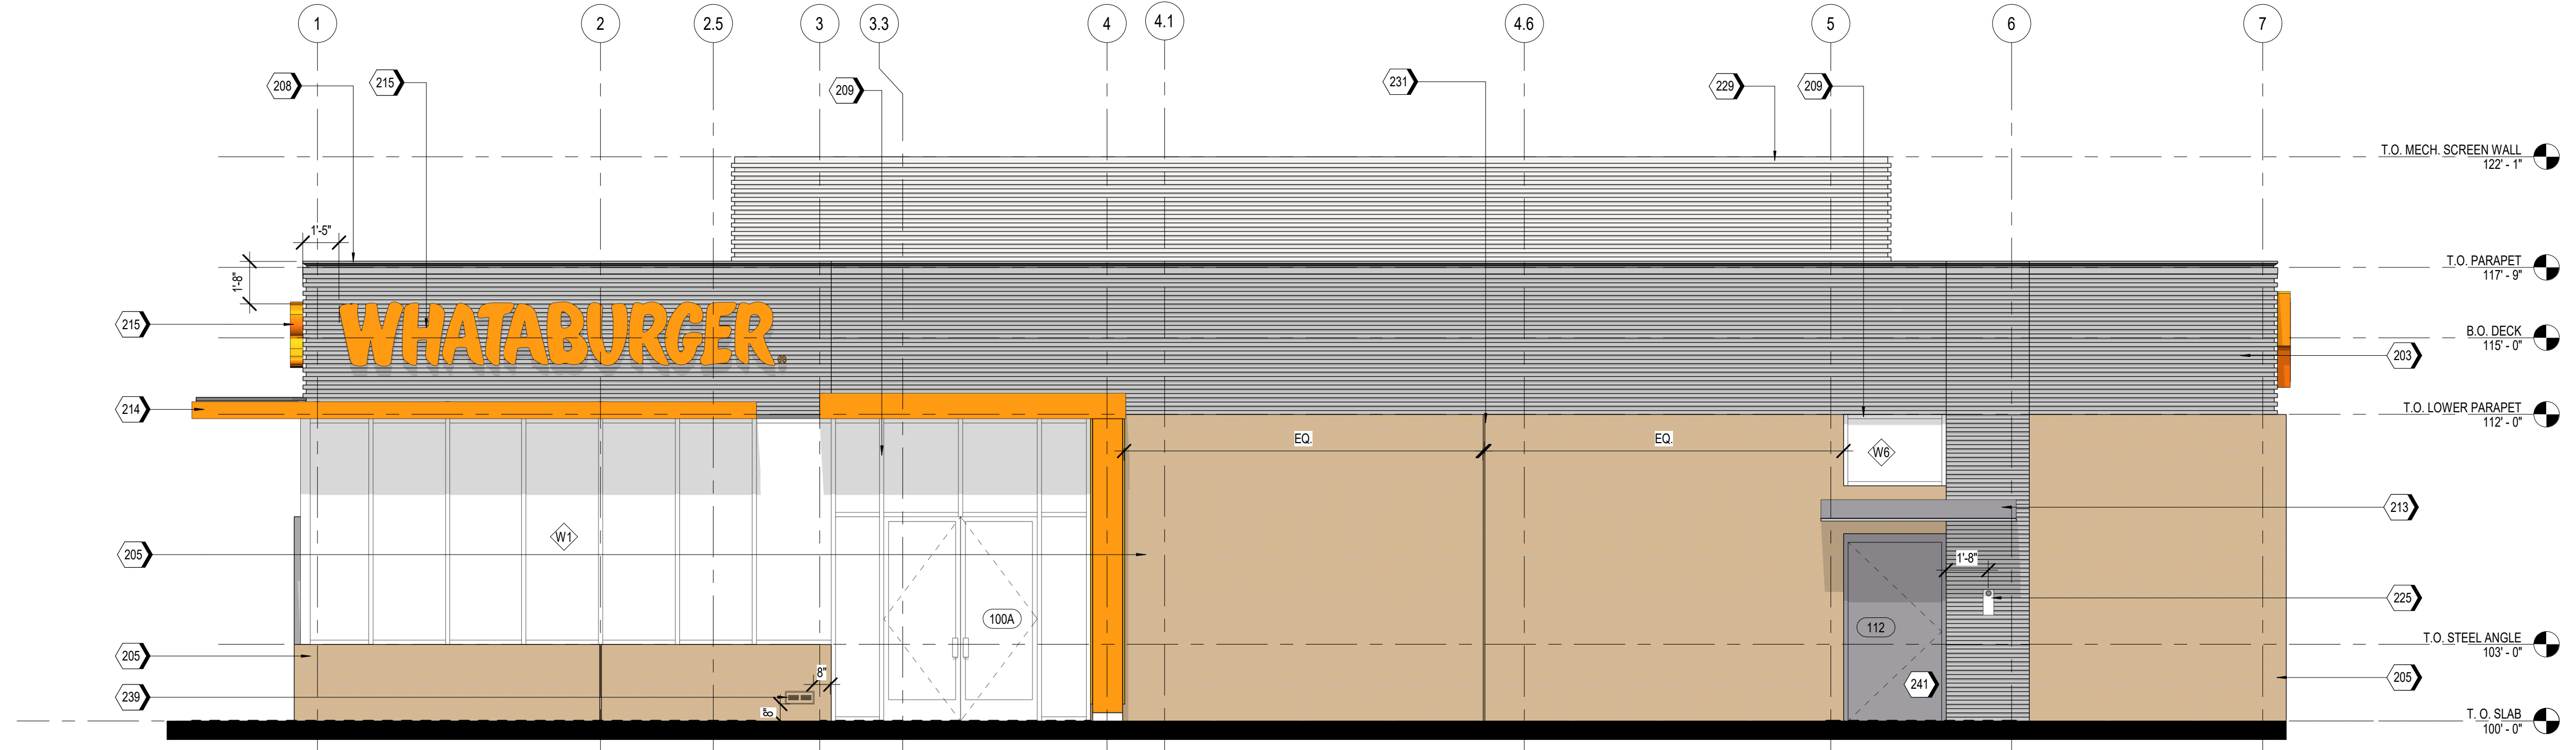 1 2 2.5 3 3.3 4 4.1 4.6 5 6 7
208 215 209 231 229 209
T.O. MECH. SCREEN WALL
122' - 1"
1'-5"
T.O. PARAPET
117' - 9"
1'-8"
215
WHATABURGER®
B.O. DECK
115' - 0"
203
214
T.O. LOWER PARAPET
112' - 0"
EQ. EQ.
W6
213
W1
205
1'-8"
225
100A
112
T.O. STEEL ANGLE
103' - 0"
205
205
8"
241
239
8"
T. O. SLAB
100' - 0"